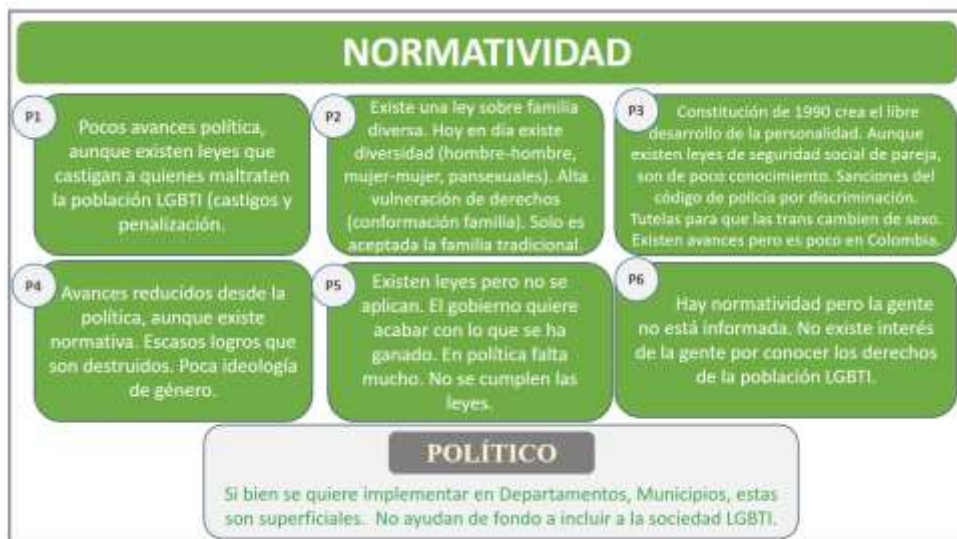 NORMATIVIDAD
P1
Pocos avances política,
aunque existen leyes que
castigan a quienes maltraten
la población LGBTI (castigos y
penalización.
P2
Existe una ley sobre familia
diversa. Hoy en día existe
diversidad (hombre-hombre,
mujer-mujer, pansexuales). Alta
vulneración de derechos
(conformación familia). Solo es
aceptada la familia tradicional.
P3
Constitución de 1990 crea el libre
desarrollo de la personalidad. Aunque
existen leyes de seguridad social de pareja,
son de poco conocimiento. Sanciones del
código de policía por discriminación.
Tutelas para que las trans cambien de sexo.
Existen avances pero es poco en Colombia.
P4
Avances reducidos desde la
política, aunque existe
normativa. Escasos logros que
son destruidos. Poca ideología
de género.
P5
Existen leyes pero no se
aplican. El gobierno quiere
acabar con lo que se ha
ganado. En política falta
mucho. No se cumplen las
leyes.
P6
Hay normatividad pero la gente
no está informada. No existe interés
de la gente por conocer los derechos
de la población LGBTI.
POLÍTICO
Si bien se quiere implementar en Departamentos, Municipios, estas
son superficiales. No ayudan de fondo a incluir a la sociedad LGBTI.